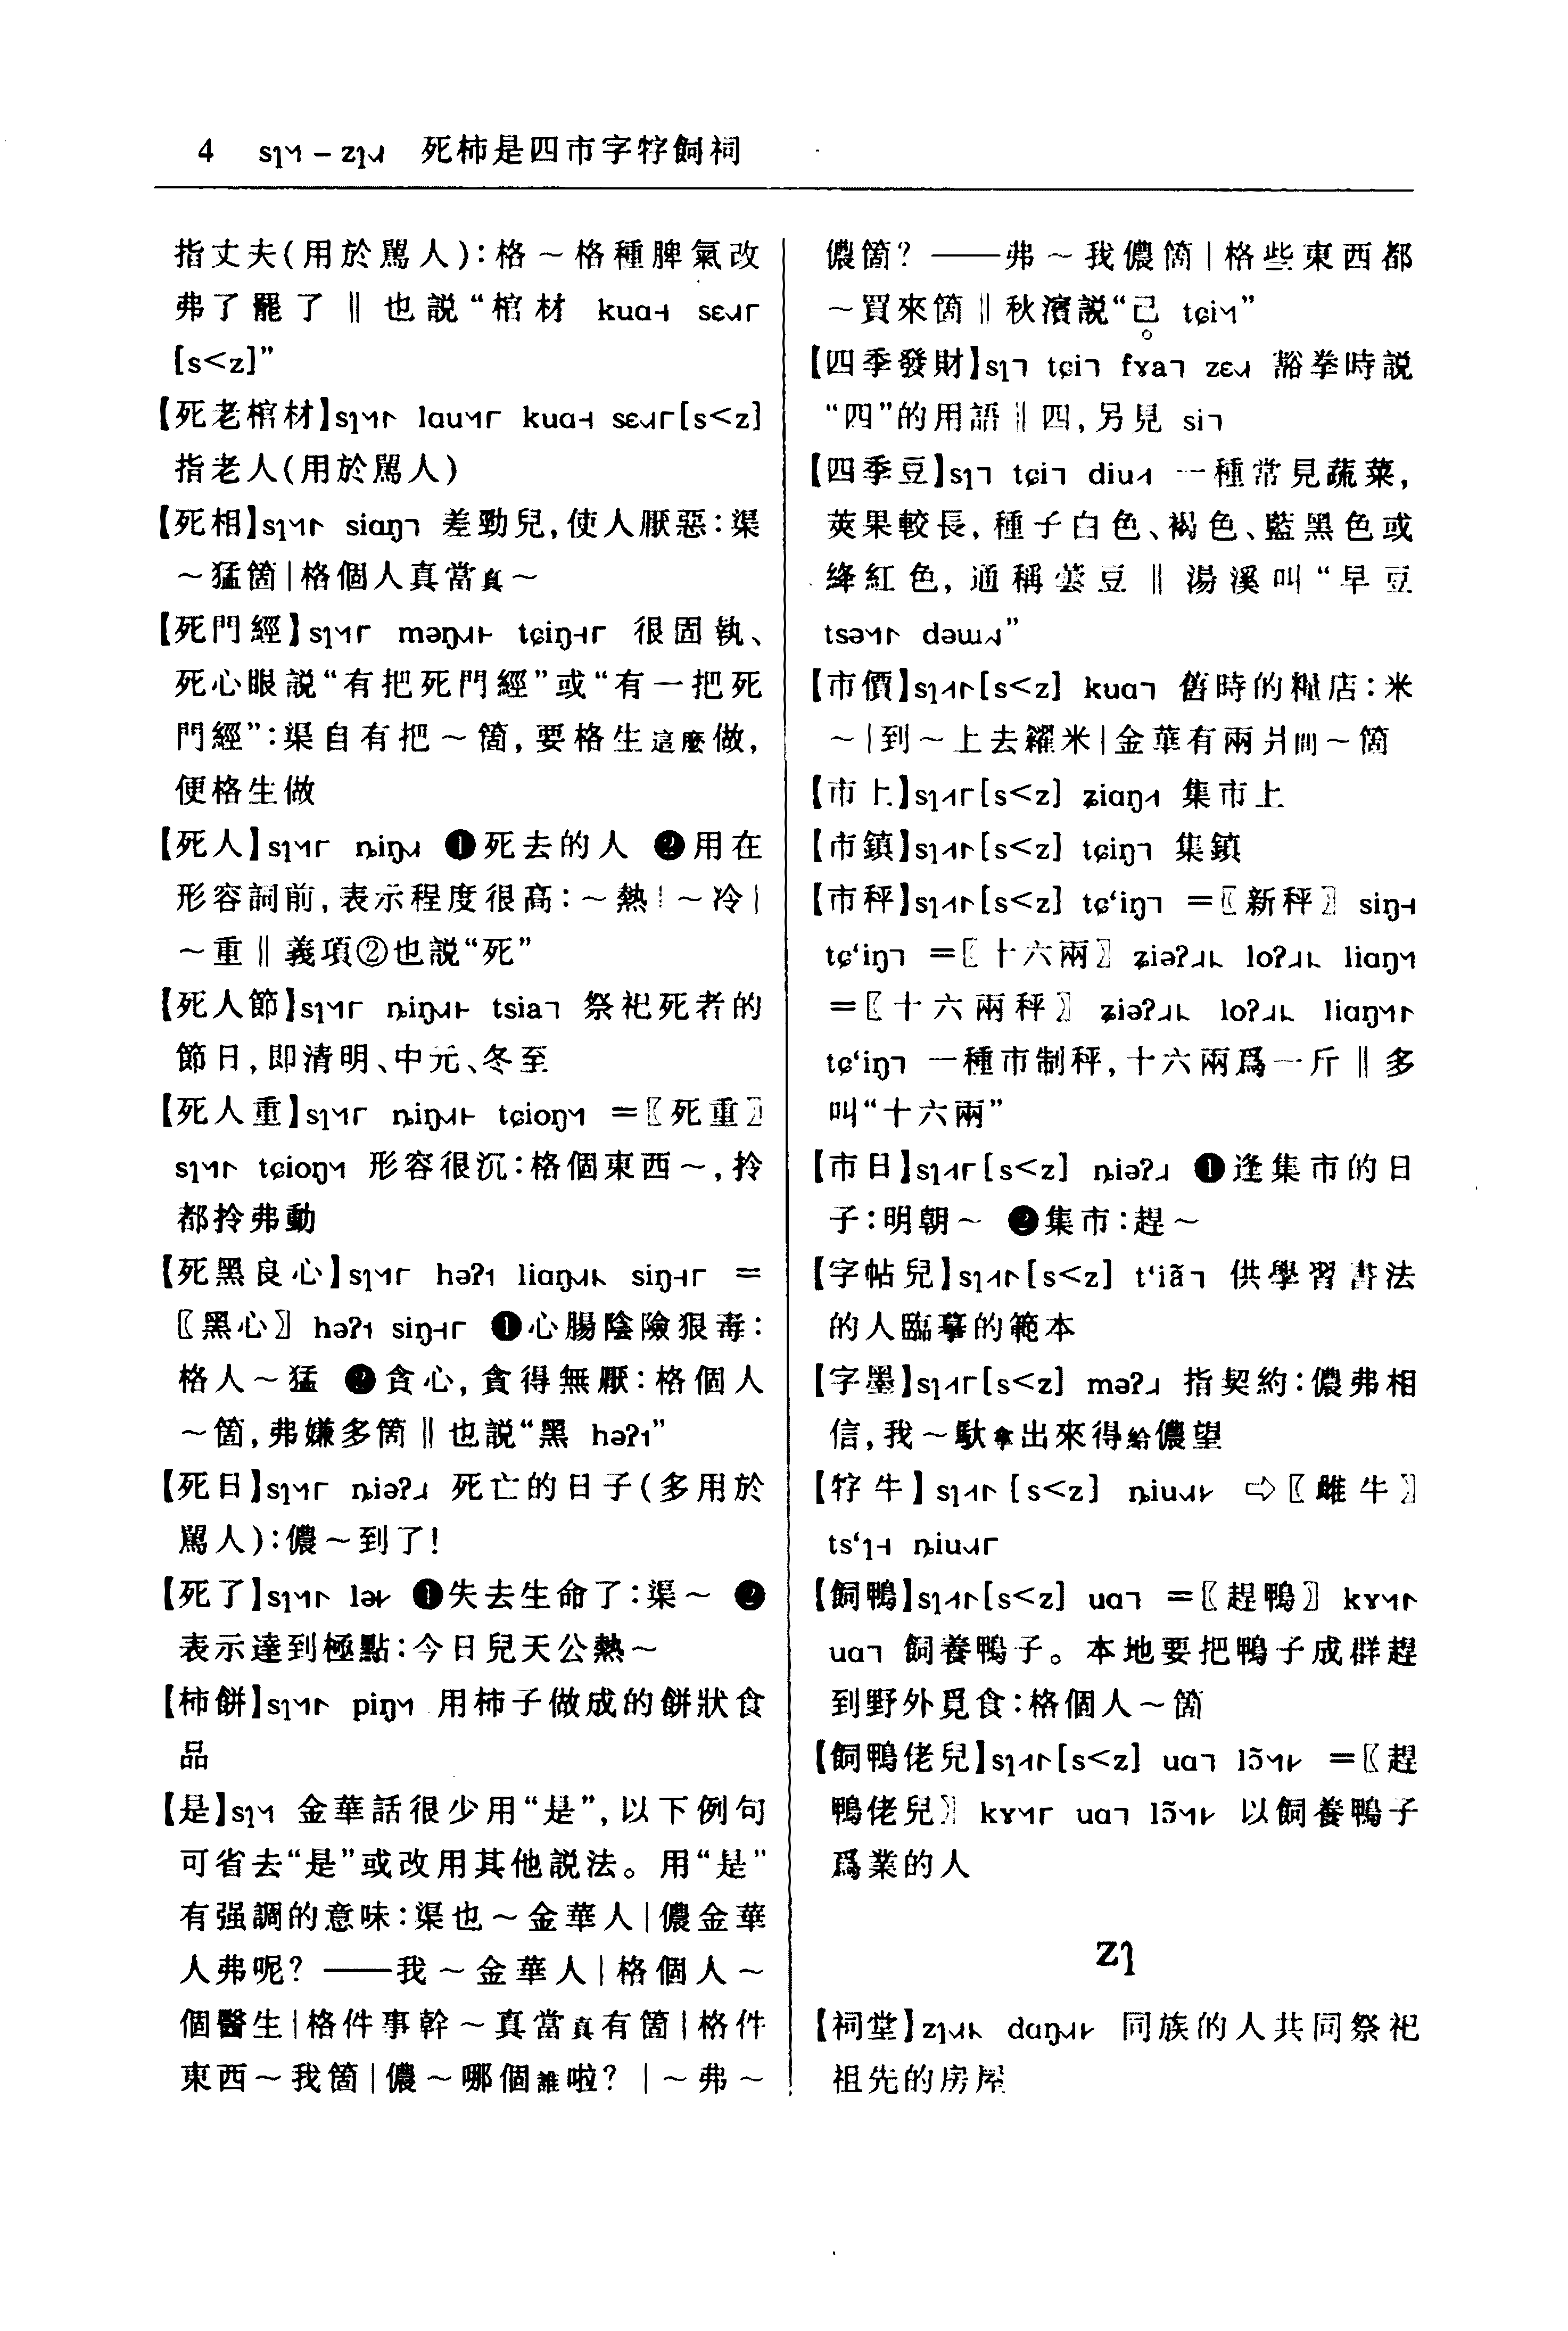 4 sɿ – zɿ 死柿是四市字牸飼祠
指丈夫(用於駡人):格～格種脾氣改
弗了罷了‖也説“棺材 kuɑ sɛ
[s<z]”
【死老棺材】sɿ lau kuɑ sɛ[s<z]
指老人(用於駡人)
【死相】sɿ siɑŋ 差勁兒,使人厭惡:渠
～猛箇|格個人真當真～
【死門經】sɿ məŋ tɕiŋ 很固執、
死心眼説“有把死門經”或“有一把死
門經”:渠自有把～箇,要格生這麼做,
便格生做
【死人】sɿ ȵiŋ ❶死去的人 ❷用在
形容詞前,表示程度很高:～熱|～冷|
～重‖義項②也説“死”
【死人節】sɿ ȵiŋ tsia 祭祀死者的
節日,即清明、中元、冬至
【死人重】sɿ ȵiŋ tɕioŋ =〖死重〗
sɿ tɕioŋ 形容很沉:格個東西～,拎
都拎弗動
【死黑良心】sɿ həʔ liɑŋ siŋ =
〖黑心〗həʔ siŋ ❶心腸陰險狠毒:
格人～猛 ❷貪心,貪得無厭:格個人
～箇,弗嫌多箇‖也説“黑 həʔ”
【死日】sɿ ȵiəʔ 死亡的日子(多用於
駡人):儂～到了!
【死了】sɿ lə ❶失去生命了:渠～ ❷
表示達到極點:今日兒天公熱～
【柿餅】sɿ piŋ 用柿子做成的餅狀食
品
【是】sɿ 金華話很少用“是”,以下例句
可省去“是”或改用其他説法。用“是”
有强調的意味:渠也～金華人|儂金華
人弗呢?——我～金華人|格個人～
個醫生|格件事幹～真當真有箇|格件
東西～我箇|儂～哪個誰啦?|～弗～
儂箇?——弗～我儂箇|格些東西都
～買來箇‖秋濱説“己 tɕi”
【四季發財】sɿ tɕi fɤa zɛ 豁拳時説
“四”的用語‖四,另見 si
【四季豆】sɿ tɕi diu 一種常見蔬菜,
莢果較長,種子白色、褐色、藍黑色或
絳紅色,通稱蕓豆‖湯溪叫“早豆
tsə dəɯ”
【市價】sɿ[s<z] kuɑ 舊時的糧店:米
～|到～上去糴米|金華有兩爿間～箇
【市上】sɿ[s<z] ʑiɑŋ 集市上
【市鎮】sɿ[s<z] tɕiŋ 集鎮
【市秤】sɿ[s<z] tɕ‘iŋ =〖新秤〗siŋ
tɕ‘iŋ =〖十六兩〗ʑiəʔ loʔ liɑŋ
=〖十六兩秤〗ʑiəʔ loʔ liɑŋ
tɕ‘iŋ 一種市制秤,十六兩爲一斤‖多
叫“十六兩”
【市日】sɿ[s<z] ȵiəʔ ❶逢集市的日
子:明朝～ ❷集市:趕～
【字帖兒】sɿ[s<z] t‘iã 供學習書法
的人臨摹的範本
【字墨】sɿ[s<z] məʔ 指契約:儂弗相
信,我～馱拿出來得給儂望
【牸牛】sɿ[s<z] ȵiu ⇨〖雌牛〗
ts‘ɿ ȵiu
【飼鴨】sɿ[s<z] uɑ =〖趕鴨〗kɤ
uɑ 飼養鴨子。本地要把鴨子成群趕
到野外覓食:格個人～箇
【飼鴨佬兒】sɿ[s<z] uɑ lɔ̃ =〖趕
鴨佬兒〗kɤ uɑ lɔ̃ 以飼養鴨子
爲業的人
zɿ
【祠堂】zɿ dɑŋ 同族的人共同祭祀
祖先的房屋